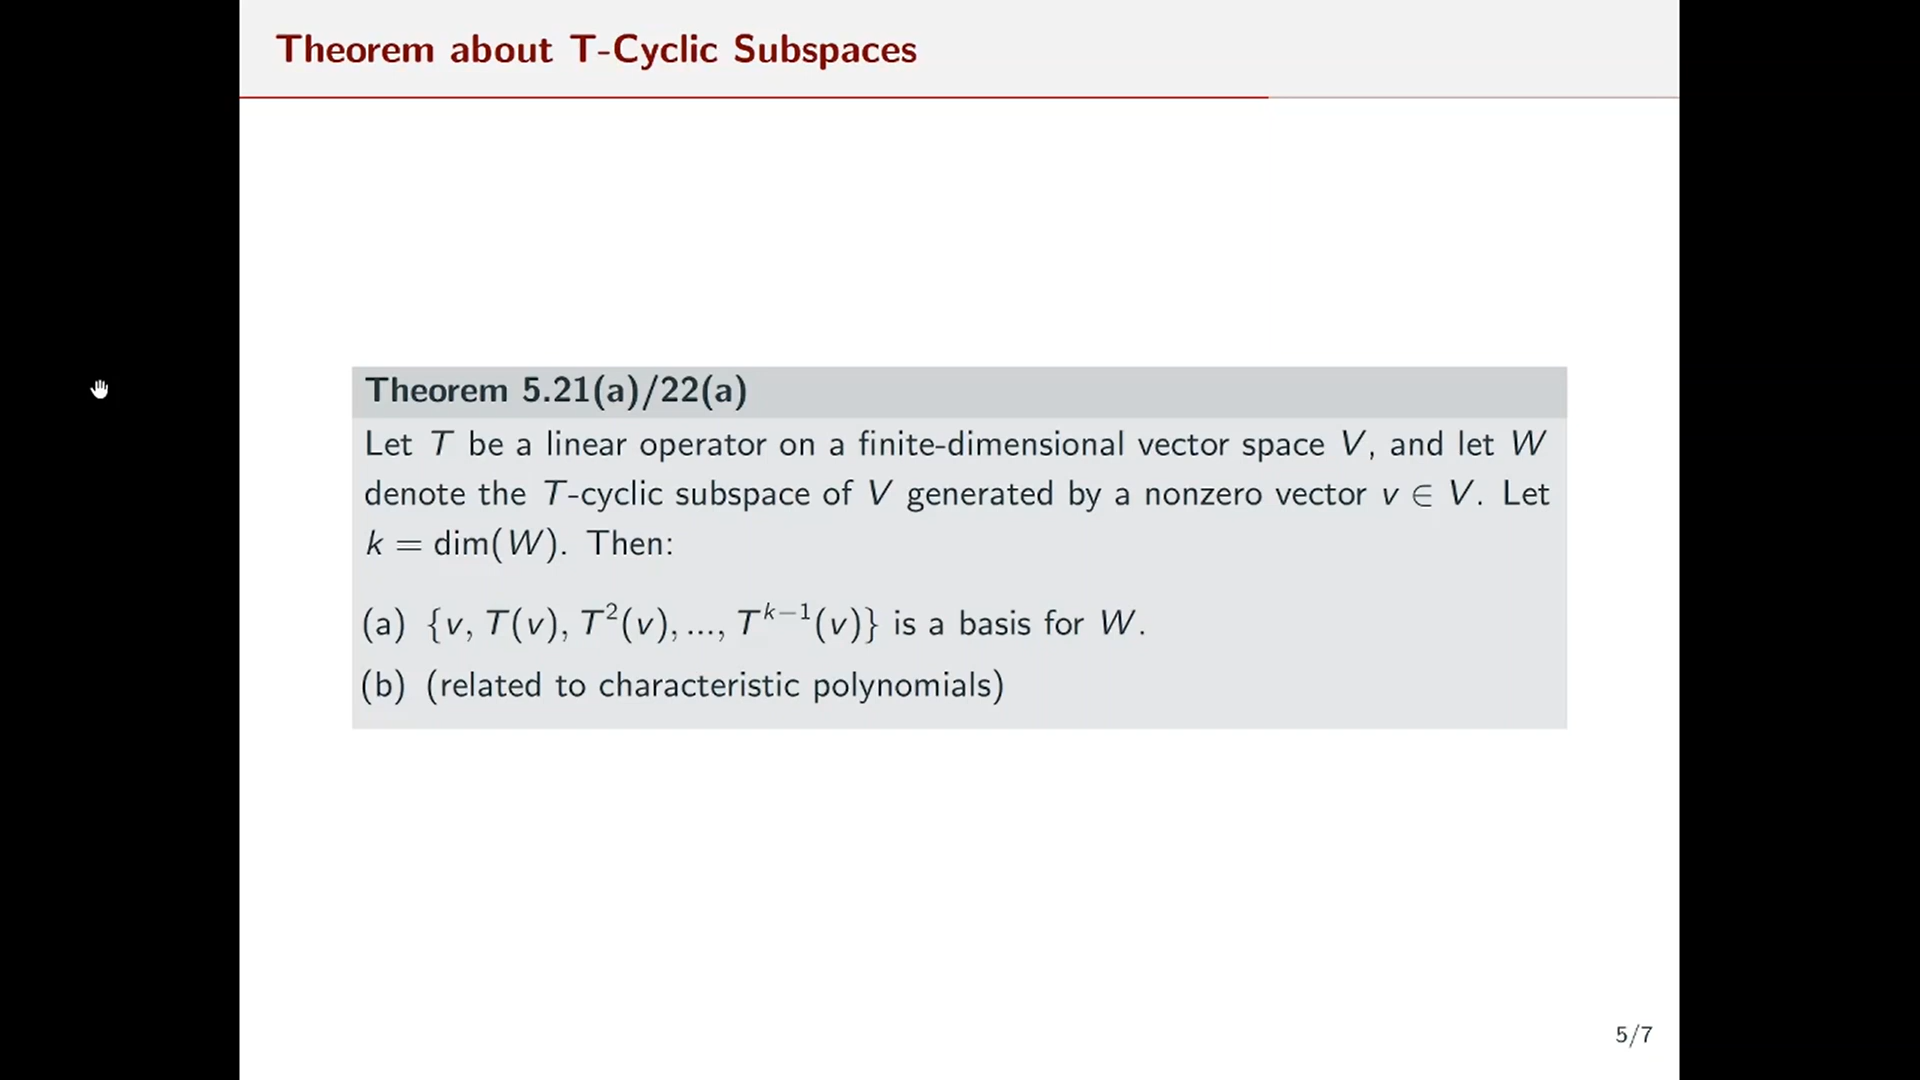 Theorem about T-Cyclic Subspaces
Theorem 5.21(a)/22(a)
Let T be a linear operator on a finite-dimensional vector space V, and let W
denote the T-cyclic subspace of V generated by a nonzero vector v ∈ V. Let
k = dim(W). Then:
(a) {v, T(v), T²(v), ..., Tᵏ⁻¹(v)} is a basis for W.
(b) (related to characteristic polynomials)
5/7